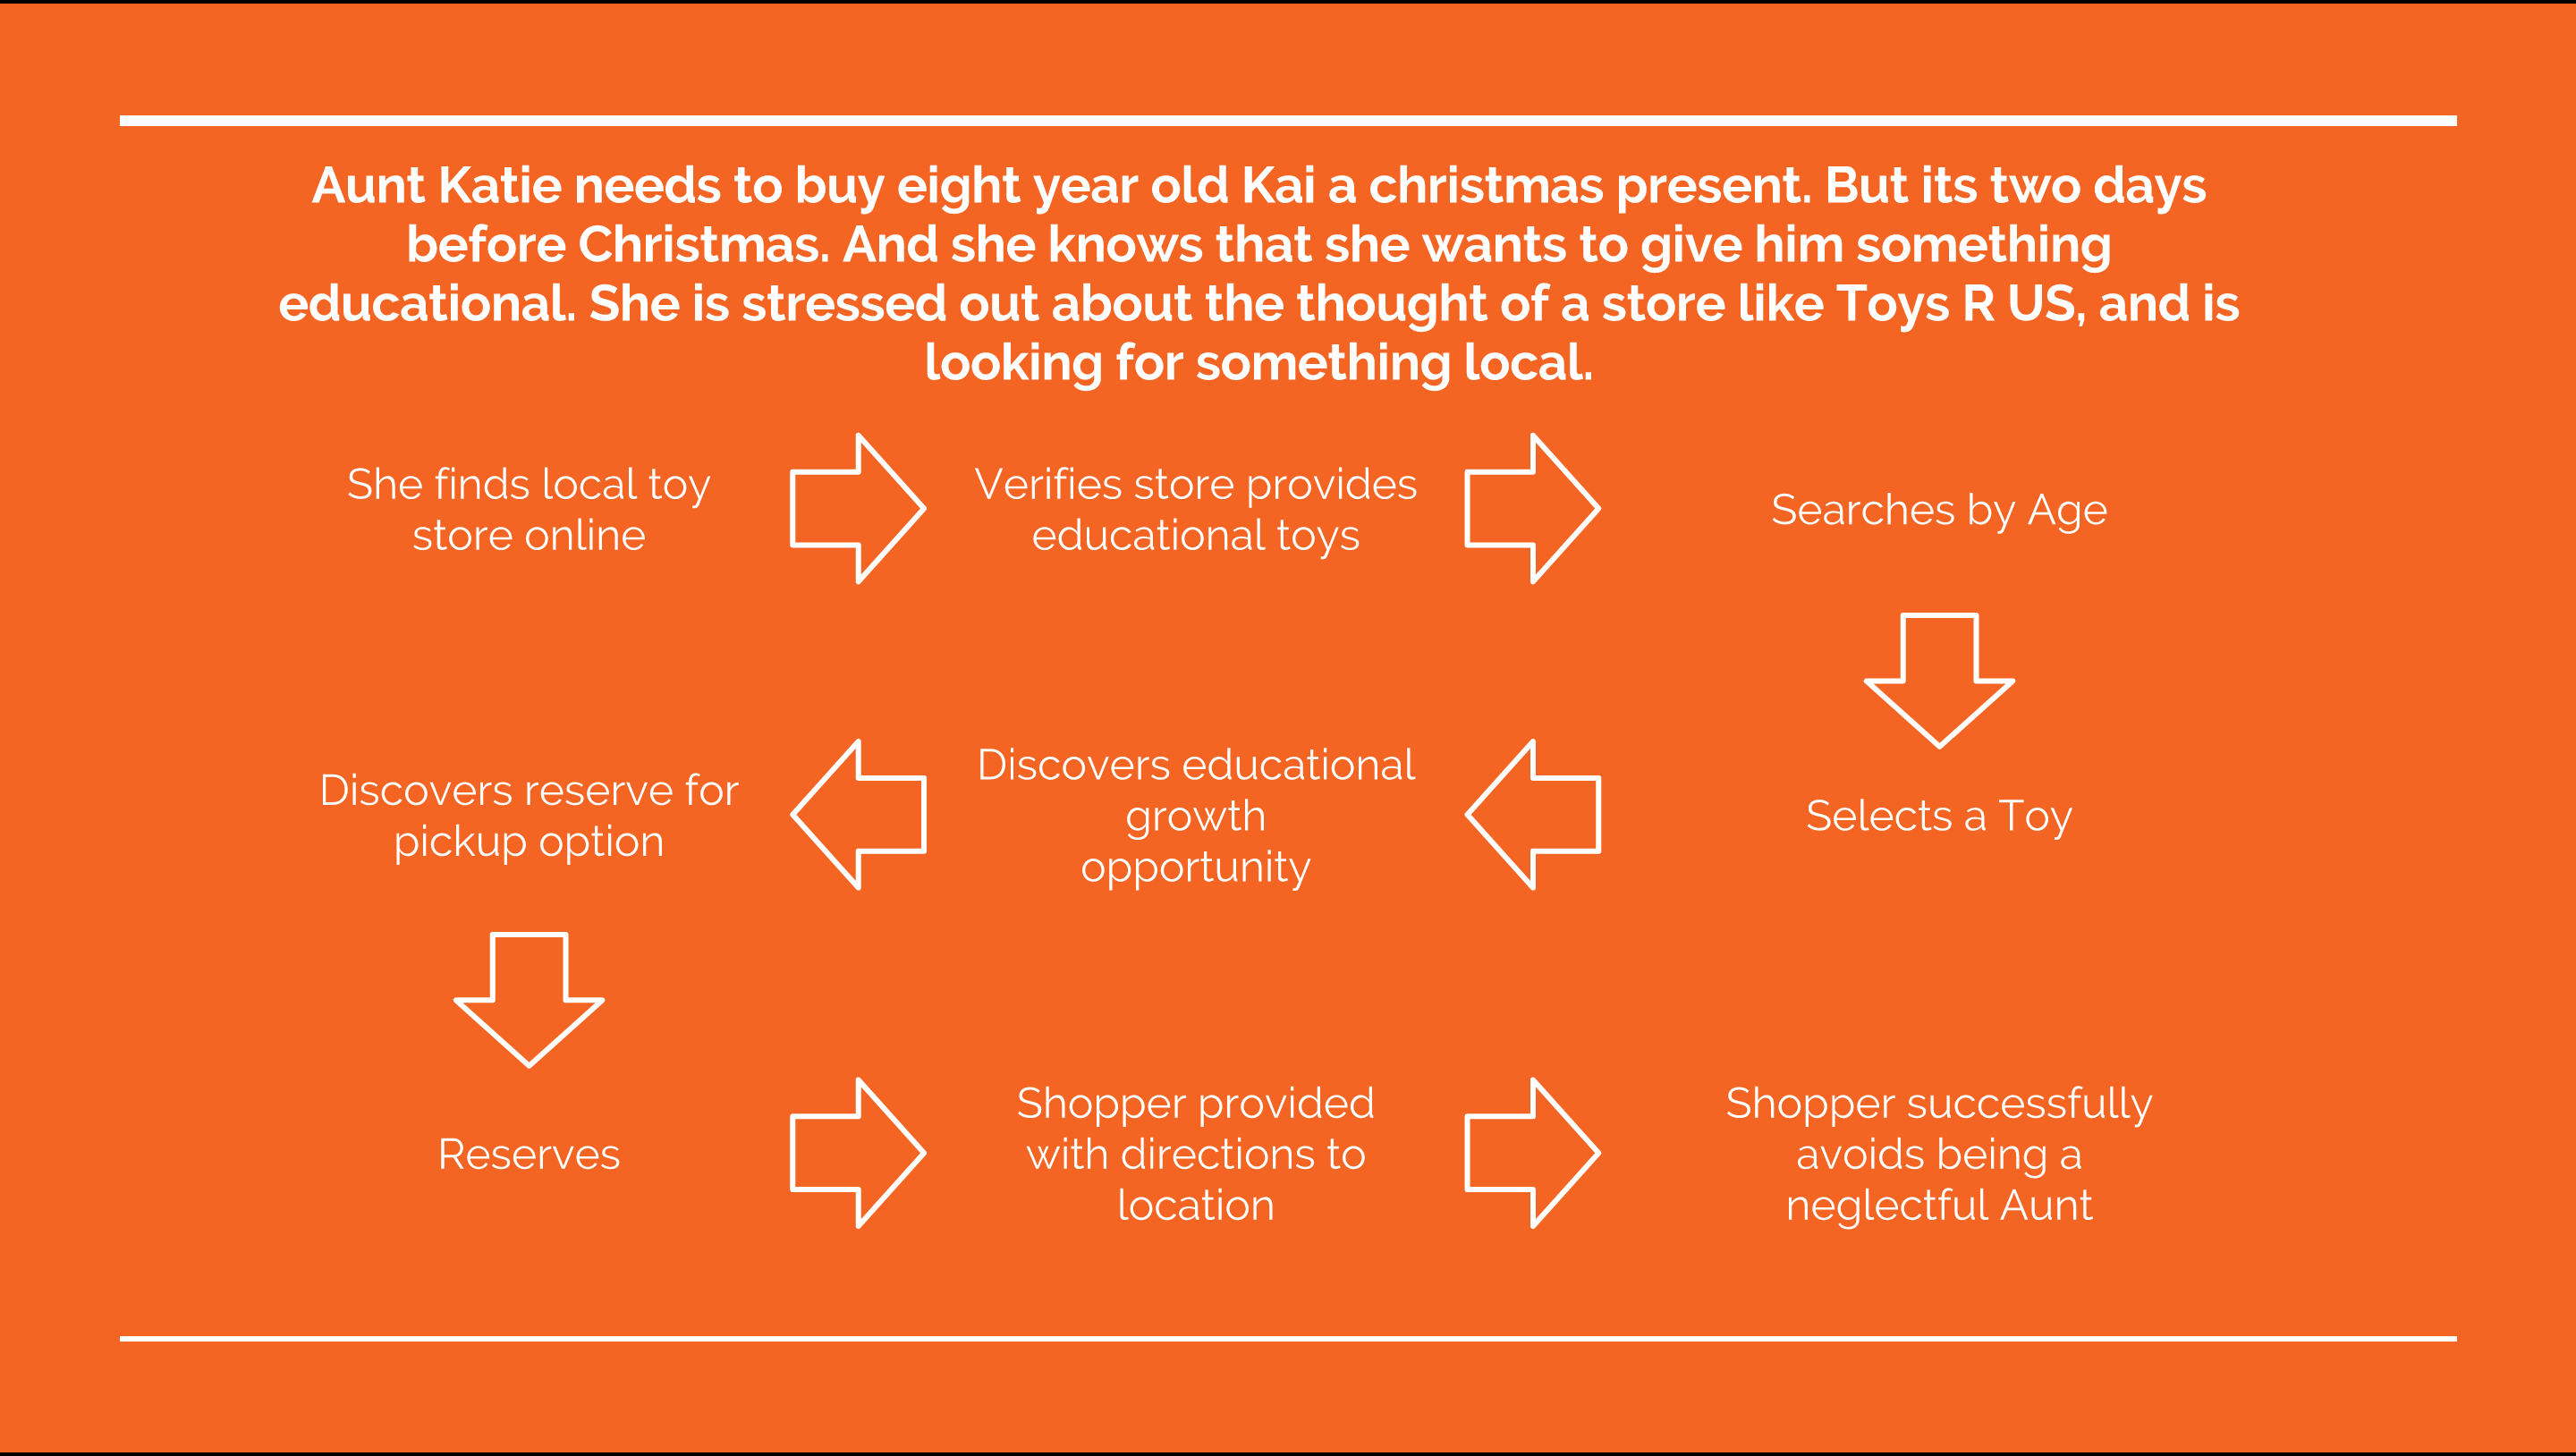 Aunt Katie needs to buy eight year old Kai a christmas present. But its two days
before Christmas. And she knows that she wants to give him something
educational. She is stressed out about the thought of a store like Toys R US, and is
looking for something local.
She finds local toy
store online
Verifies store provides
educational toys
Searches by Age
Selects a Toy
Discovers educational
growth
opportunity
Discovers reserve for
pickup option
Reserves
Shopper provided
with directions to
location
Shopper successfully
avoids being a
neglectful Aunt